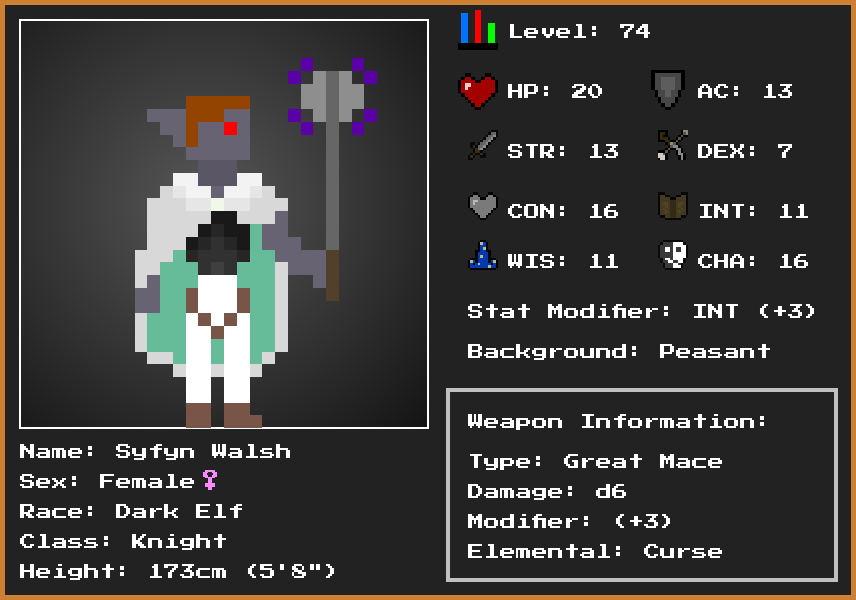 Level: 74
HP: 20 AC: 13
STR: 13 DEX: 7
CON: 16 INT: 11
WIS: 11 CHA: 16
Stat Modifier: INT (+3)
Background: Peasant
Weapon Information:
Type: Great Mace
Damage: d6
Modifier: (+3)
Elemental: Curse
Name: Syfyn Walsh
Sex: Female♀
Race: Dark Elf
Class: Knight
Height: 173cm (5'8")